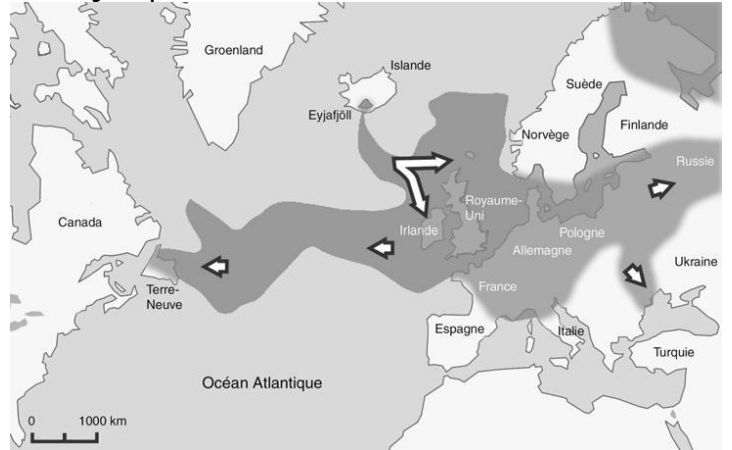 Groenland
Islande
Eyjafjöll
Suède
Norvège
Finlande
Russie
Canada
Royaume-
Uni
Irlande
Pologne
Allemagne
Ukraine
Terre-
Neuve
France
Espagne
Italie
Turquie
Océan Atlantique
0 1000 km